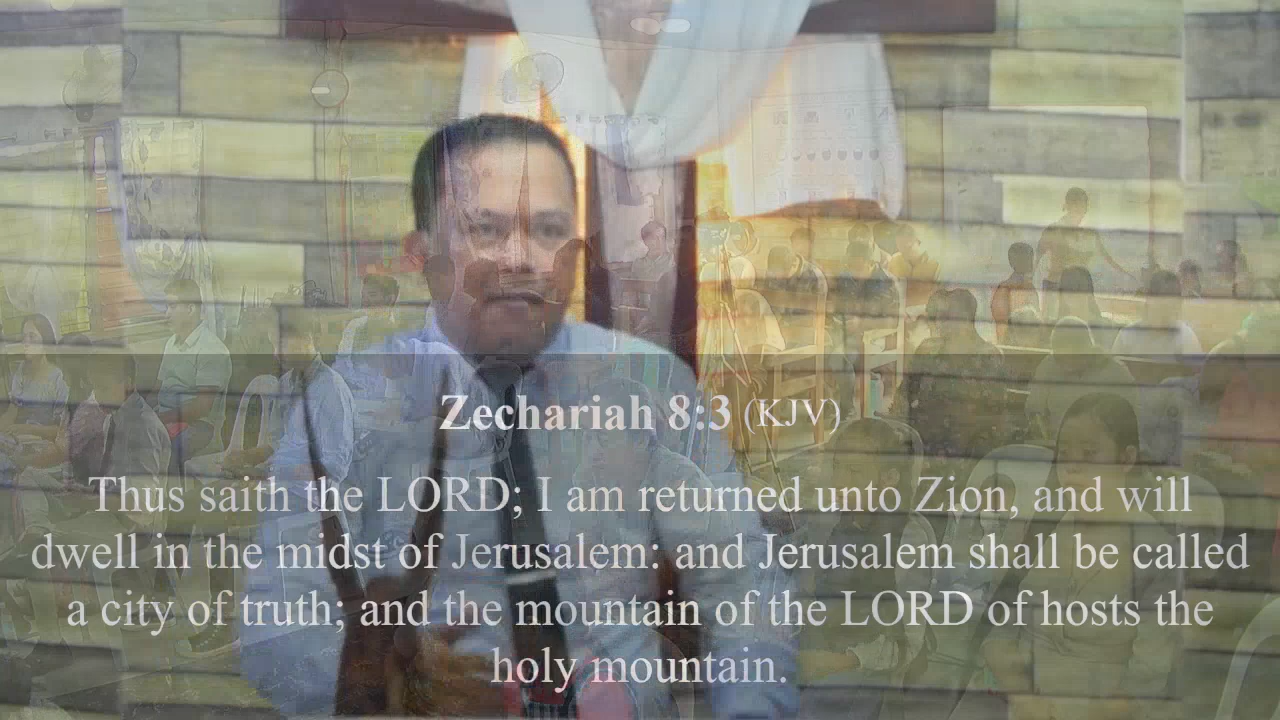 Zechariah 8:3 (KJV)
Thus saith the LORD; I am returned unto Zion, and will
dwell in the midst of Jerusalem: and Jerusalem shall be called
a city of truth; and the mountain of the LORD of hosts the
holy mountain.